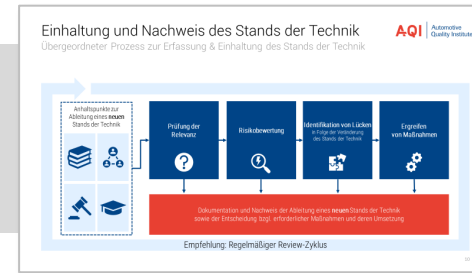 Einhaltung und Nachweis des Stands der Technik
Übergeordneter Prozess zur Erfassung & Einhaltung des Stands der Technik
AQI
Automotive
Quality Institute
Anhaltspunkte zur
Ableitung eines neuen
Stands der Technik
Prüfung der
Relevanz
Risikobewertung
Identifikation von Lücken
in Folge der Veränderung
des Stands der Technik
Ergreifen
von Maßnahmen
Dokumentation und Nachweis der Ableitung eines neuen Stands der Technik
sowie der Entscheidung bzgl. erforderlicher Maßnahmen und deren Umsetzung
Empfehlung: Regelmäßiger Review-Zyklus